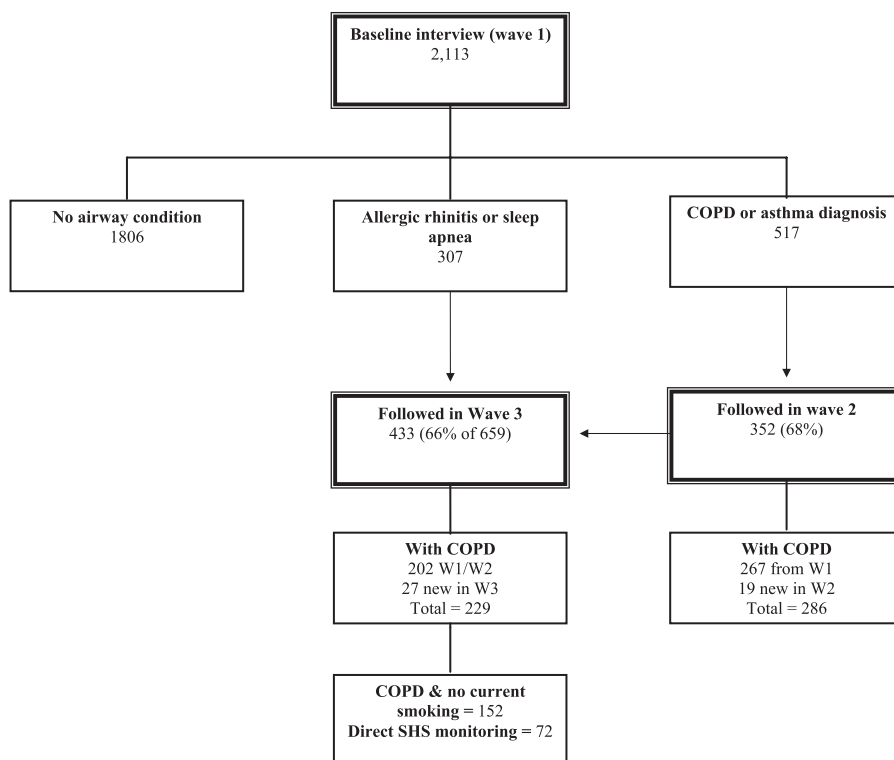 Baseline interview (wave 1)
2,113
No airway condition
1806
Allergic rhinitis or sleep
apnea
307
COPD or asthma diagnosis
517
Followed in Wave 3
433 (66% of 659)
Followed in wave 2
352 (68%)
With COPD
202 W1/W2
27 new in W3
Total = 229
With COPD
267 from W1
19 new in W2
Total = 286
COPD & no current
smoking = 152
Direct SHS monitoring = 72